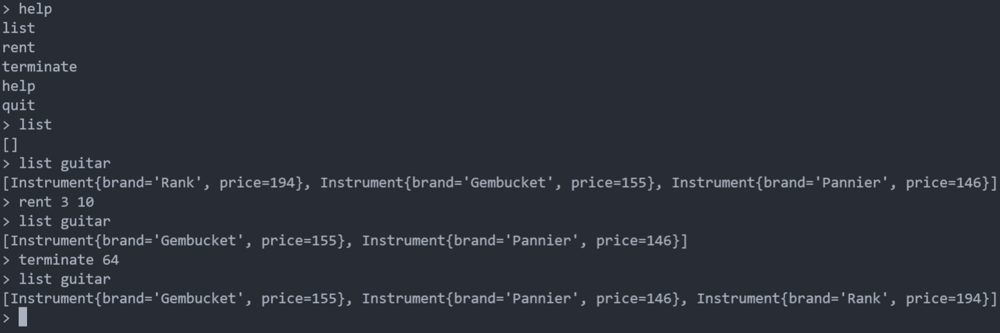 > help
list
rent
terminate
help
quit
> list
[]
> list guitar
[Instrument{brand='Rank', price=194}, Instrument{brand='Gembucket', price=155}, Instrument{brand='Pannier', price=146}]
> rent 3 10
> list guitar
[Instrument{brand='Gembucket', price=155}, Instrument{brand='Pannier', price=146}]
> terminate 64
> list guitar
[Instrument{brand='Gembucket', price=155}, Instrument{brand='Pannier', price=146}, Instrument{brand='Rank', price=194}]
>